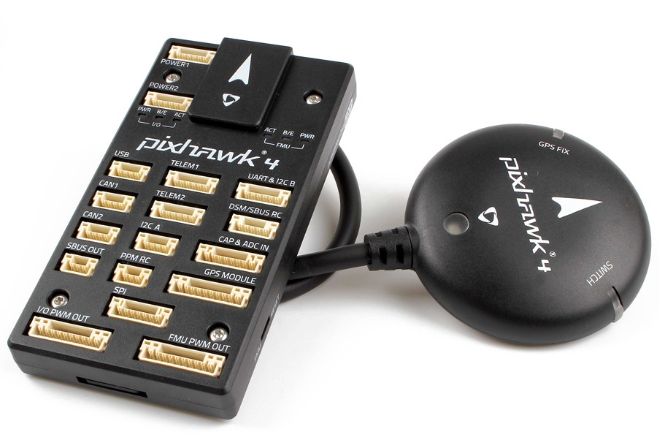 POWER1
POWER2
PWR B/E ACT
I/O
ACT B/E PWR
FMU
pixhawk® 4
USB
TELEM1
UART & I2C B
CAN1
TELEM2
DSM/SBUS RC
CAN2
I2C A
CAP & ADC IN
SBUS OUT
PPM RC
GPS MODULE
SPI
I/O PWM OUT
FMU PWM OUT
GPS FIX
pixhawk® 4
SWITCH